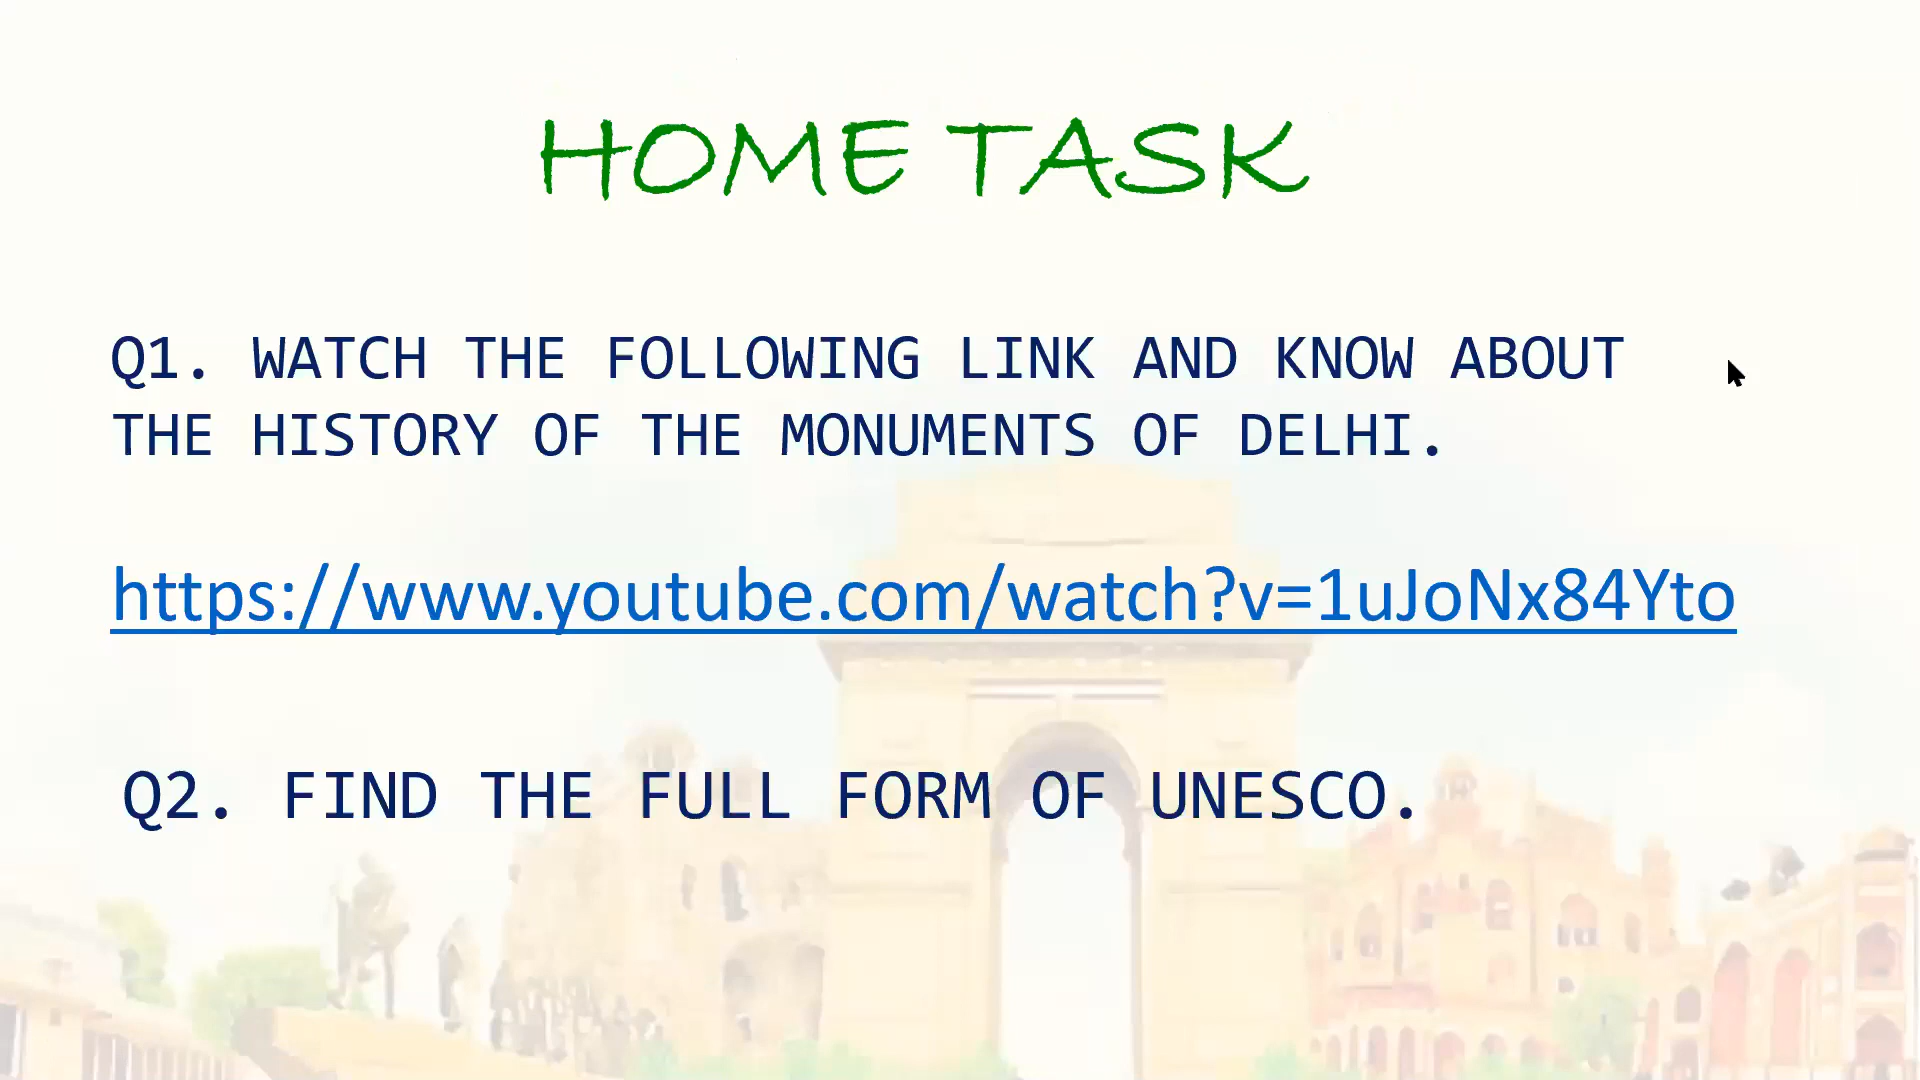 HOME TASK
Q1. WATCH THE FOLLOWING LINK AND KNOW ABOUT
THE HISTORY OF THE MONUMENTS OF DELHI.
https://www.youtube.com/watch?v=1uJoNx84Yto
Q2. FIND THE FULL FORM OF UNESCO.